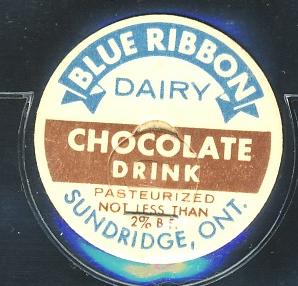 BLUE RIBBON
DAIRY
CHOCOLATE
DRINK
PASTEURIZED
NOT LESS THAN
2% B.F.
SUNDRIDGE, ONT.